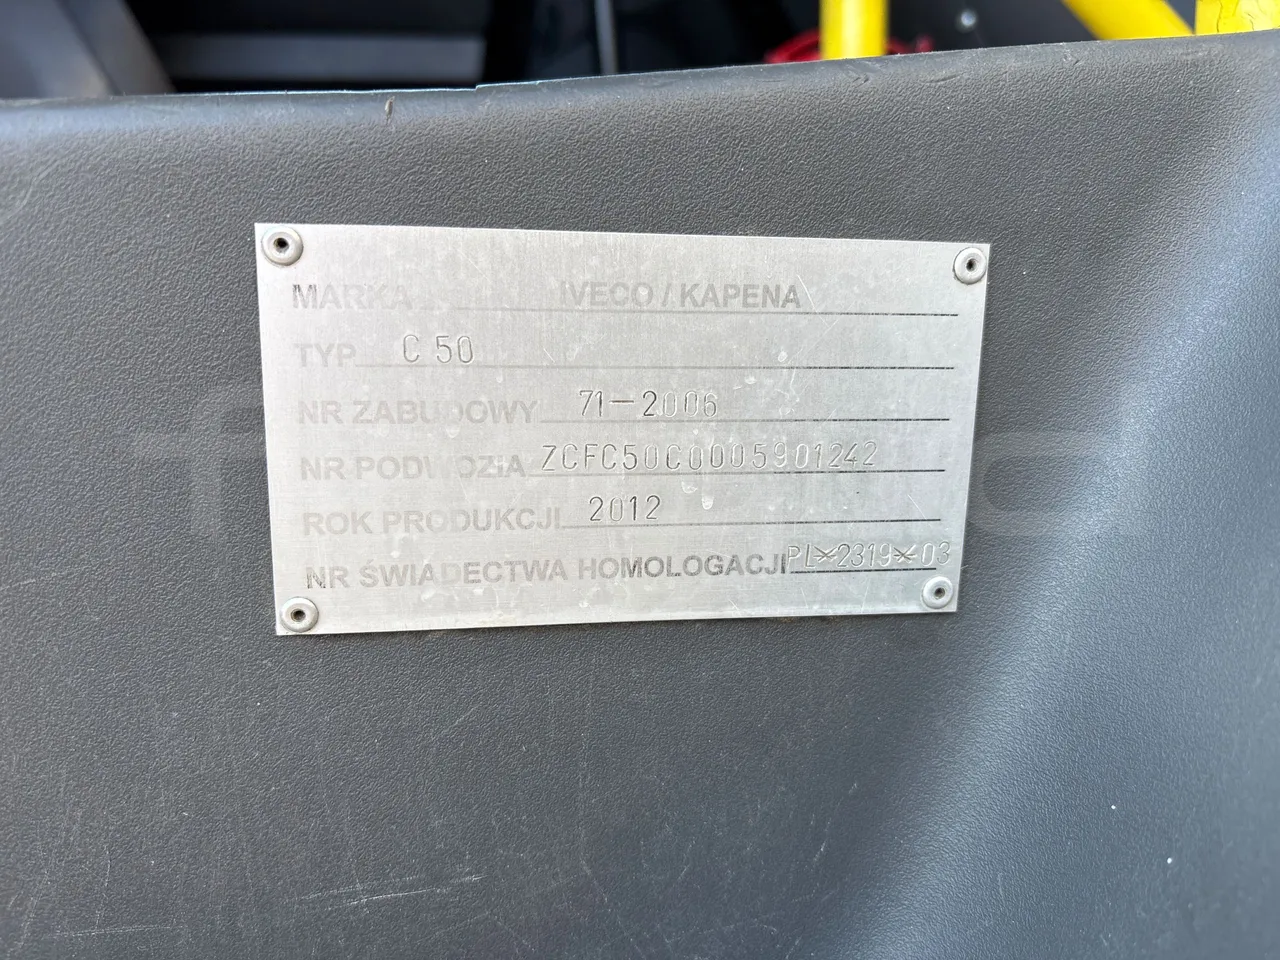 MARKA IVECO / KAPENA
TYP C 50
NR ZABUDOWY 71-2006
NR PODWOZIA ZCFC50C0005901242
ROK PRODUKCJI 2012
NR ŚWIADECTWA HOMOLOGACJI PL*2319*03